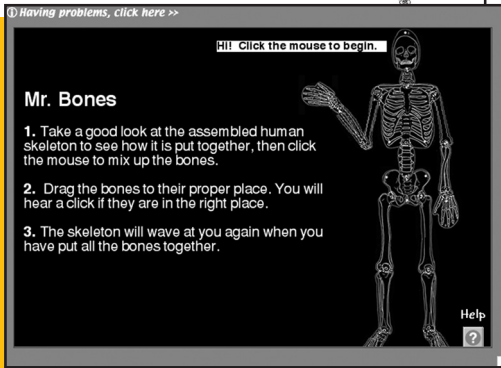 Having problems, click here >>
Hi! Click the mouse to begin.
Mr. Bones
1. Take a good look at the assembled human
skeleton to see how it is put together, then click
the mouse to mix up the bones.
2. Drag the bones to their proper place. You will
hear a click if they are in the right place.
3. The skeleton will wave at you again when you
have put all the bones together.
Help
?